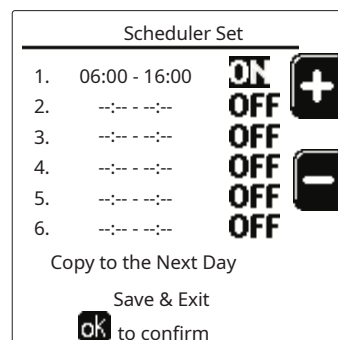 Scheduler Set
1. 06:00 - 16:00 ON
2. --:-- - --:-- OFF
3. --:-- - --:-- OFF
4. --:-- - --:-- OFF
5. --:-- - --:-- OFF
6. --:-- - --:-- OFF
Copy to the Next Day
Save & Exit
ok to confirm